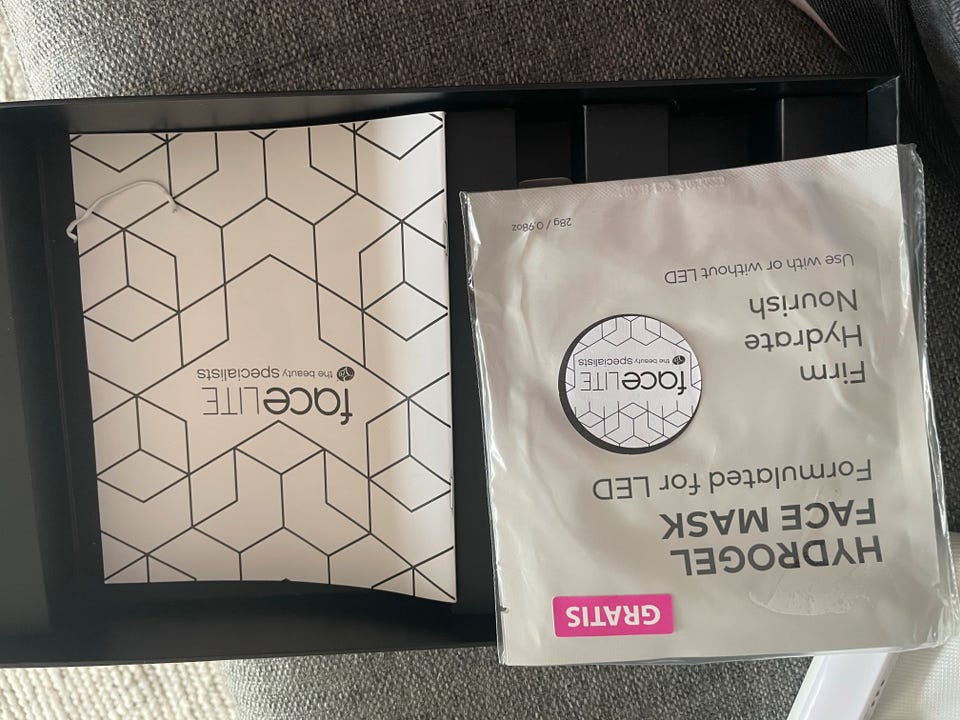 faceLITE
the beauty specialists
GRATIS
HYDROGEL
FACE MASK
Formulated for LED
faceLITE
the beauty specialists
Firm
Hydrate
Nourish
Use with or without LED
28g / 0.98oz